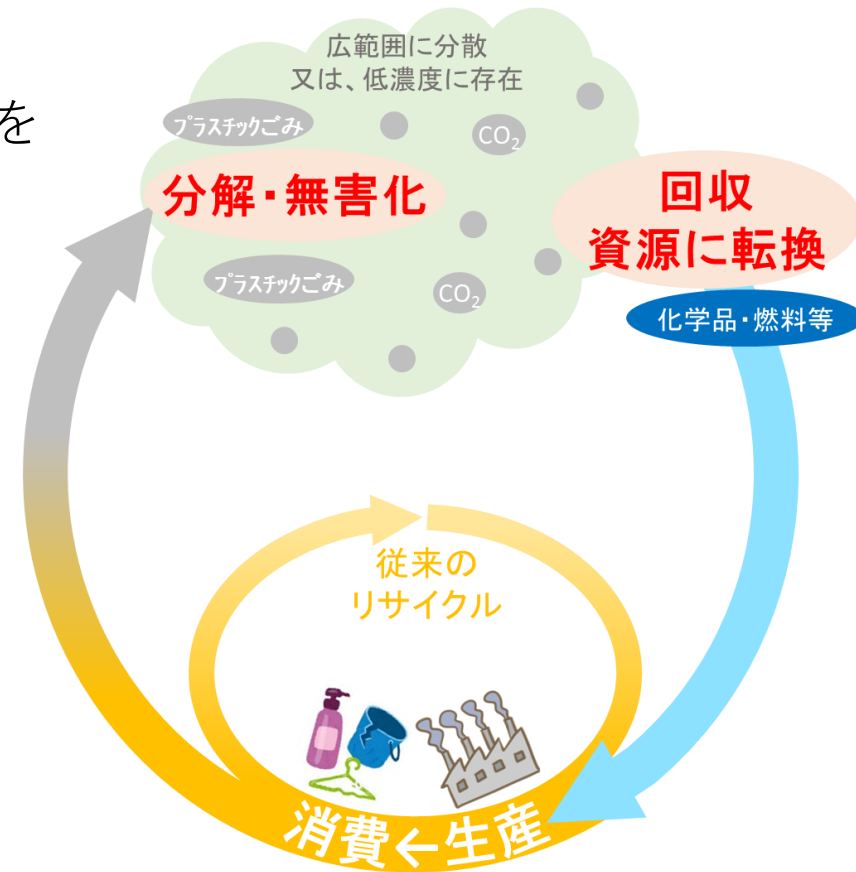 を
広範囲に分散
又は、低濃度に存在
プラスチックごみ
CO₂
分解・無害化
回収
資源に転換
プラスチックごみ
CO₂
化学品・燃料等
従来の
リサイクル
消費←生産